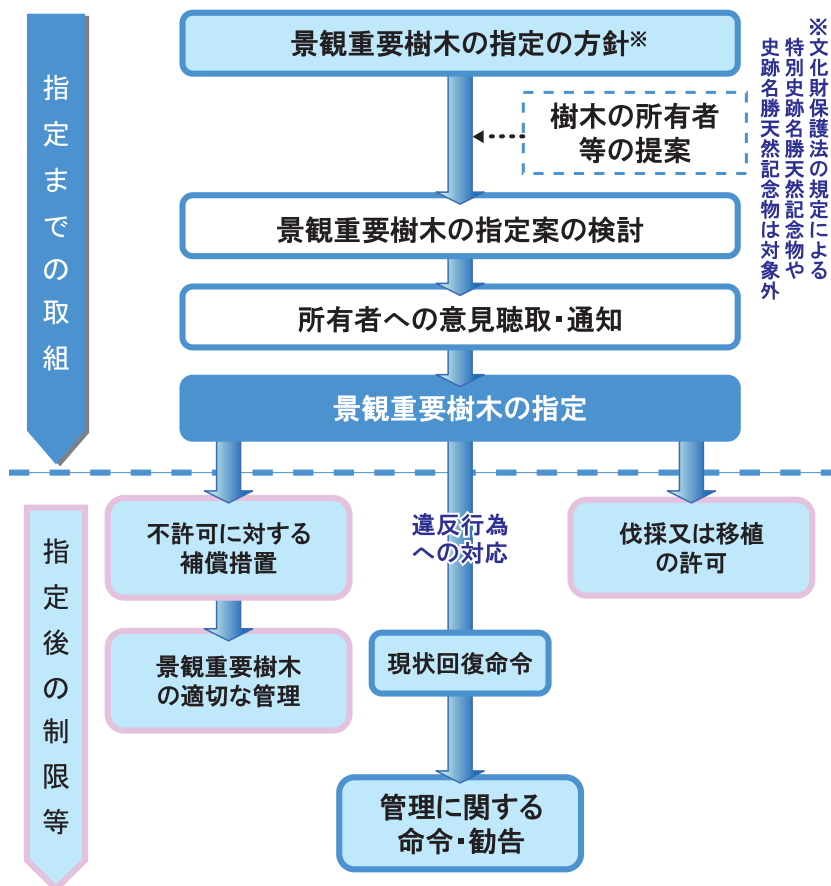 指定までの取組
景観重要樹木の指定の方針※
※文化財保護法の規定による
特別史跡名勝天然記念物や
史跡名勝天然記念物は対象外
樹木の所有者
等の提案
景観重要樹木の指定案の検討
所有者への意見聴取・通知
景観重要樹木の指定
指定後の制限等
不許可に対する
補償措置
違反行為
への対応
伐採又は移植
の許可
景観重要樹木
の適切な管理
現状回復命令
管理に関する
命令・勧告